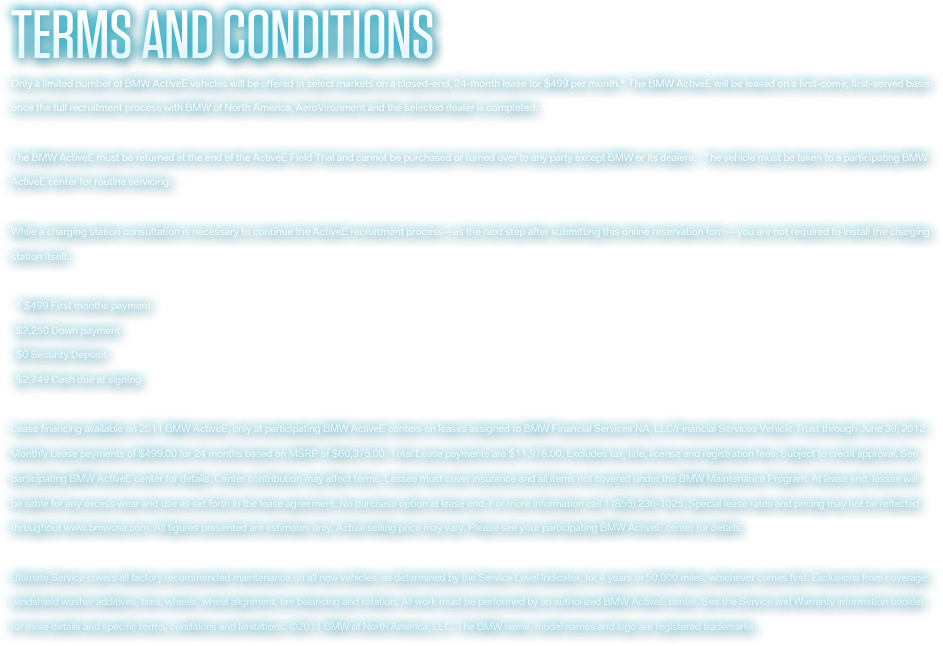 TERMS AND CONDITIONS
Only a limited number of BMW ActiveE vehicles will be offered in select markets on a closed-end, 24-month lease for $499 per month.* The BMW ActiveE will be leased on a first-come, first-served basis
once the full recruitment process with BMW of North America, AeroVironment and the selected dealer is completed.
The BMW ActiveE must be returned at the end of the ActiveE Field Trial and cannot be purchased or turned over to any party except BMW or its dealers. The vehicle must be taken to a participating BMW
ActiveE center for routine servicing.
While a charging station consultation is necessary to continue the ActiveE recruitment process – as the next step after submitting this online reservation form – you are not required to install the charging
station itself.
* $499 First months payment
$2,250 Down payment
$0 Security Deposit
$2,749 Cash due at signing
Lease financing available on 2011 BMW ActiveE, only at participating BMW ActiveE centers on leases assigned to BMW Financial Services NA, LLC/Financial Services Vehicle Trust through June 30, 2012.
Monthly Lease payments of $499.00 for 24 months based on MSRP of $60,375.00. Total Lease payments are $11,976.00. Excludes tax, title, license and registration fees. Subject to credit approval. See
participating BMW ActiveE center for details. Center contribution may affect terms. Lessee must cover insurance and all items not covered under the BMW Maintenance Program. At lease end, lessee will
be liable for any excess wear and use as set forth in the lease agreement. No purchase option at lease end. For more information call 1 (855) 236-1025. Special lease rates and pricing may not be reflected
throughout www.bmwusa.com. All figures presented are estimates only. Actual selling price may vary. Please see your participating BMW ActiveE center for details.
Ultimate Service covers all factory recommended maintenance on all new vehicles, as determined by the Service Level Indicator, for 4 years or 50,000 miles, whichever comes first. Exclusions from coverage:
windshield washer additives, tires, wheels, wheel alignment, tire balancing and rotation. All work must be performed by an authorized BMW ActiveE center. See the Service and Warranty information booklet
for more details and specific terms, conditions and limitations. ©2011 BMW of North America, LLC. The BMW name, model names and logo are registered trademarks.